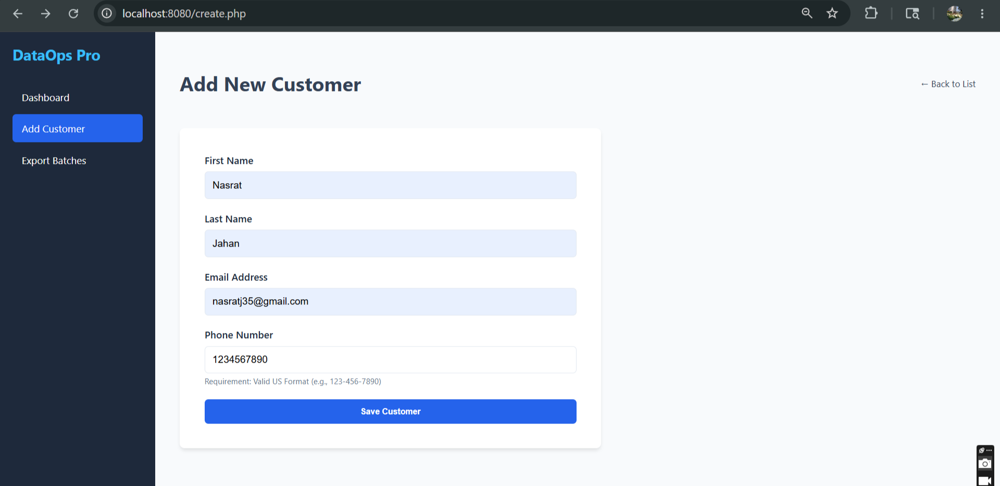 localhost:8080/create.php
DataOps Pro
Dashboard
Add Customer
Export Batches
Add New Customer
← Back to List
First Name
Nasrat
Last Name
Jahan
Email Address
nasratj35@gmail.com
Phone Number
1234567890
Requirement: Valid US Format (e.g., 123-456-7890)
Save Customer